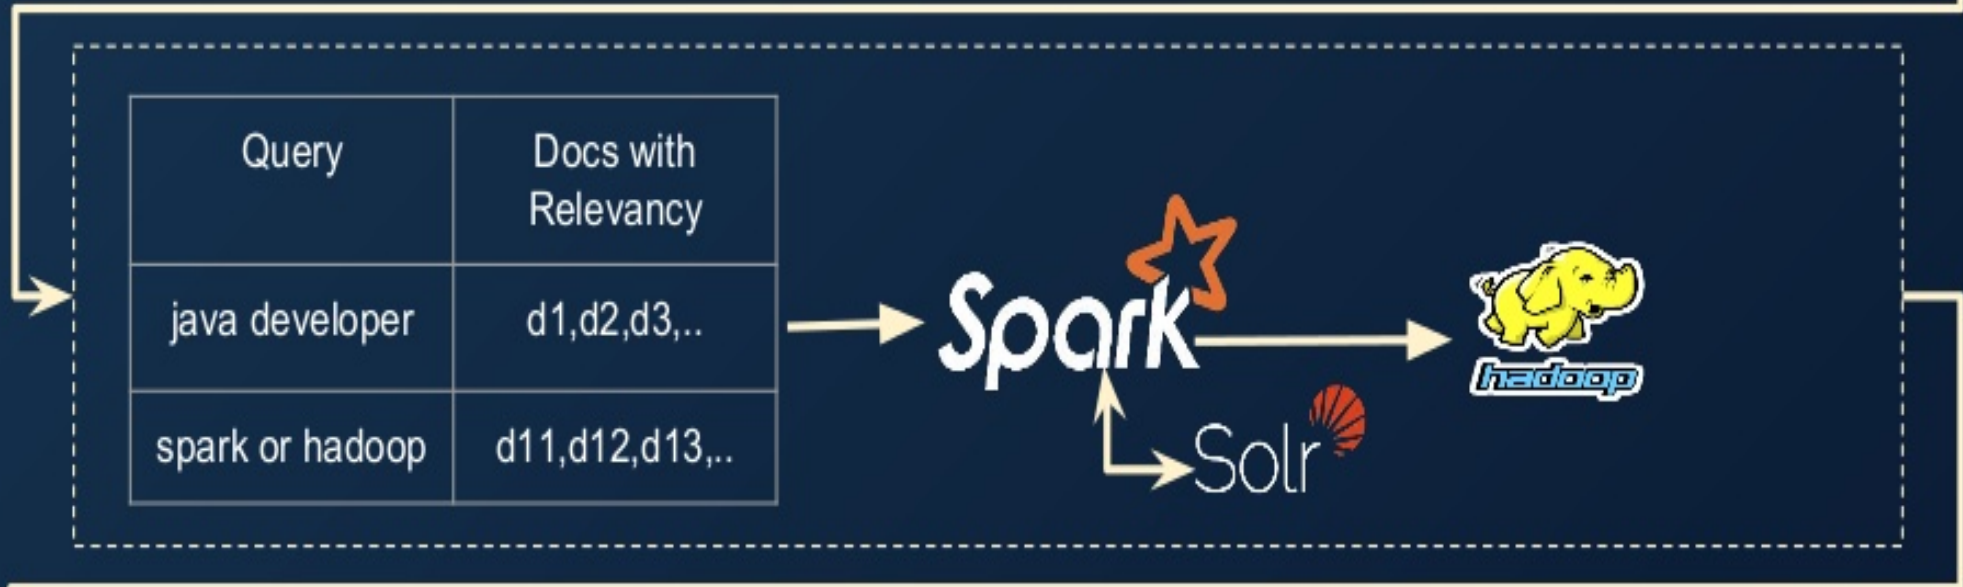 Query
Docs with
Relevancy
java developer
d1,d2,d3,..
spark or hadoop
d11,d12,d13,..
Spark
Solr
hadoop